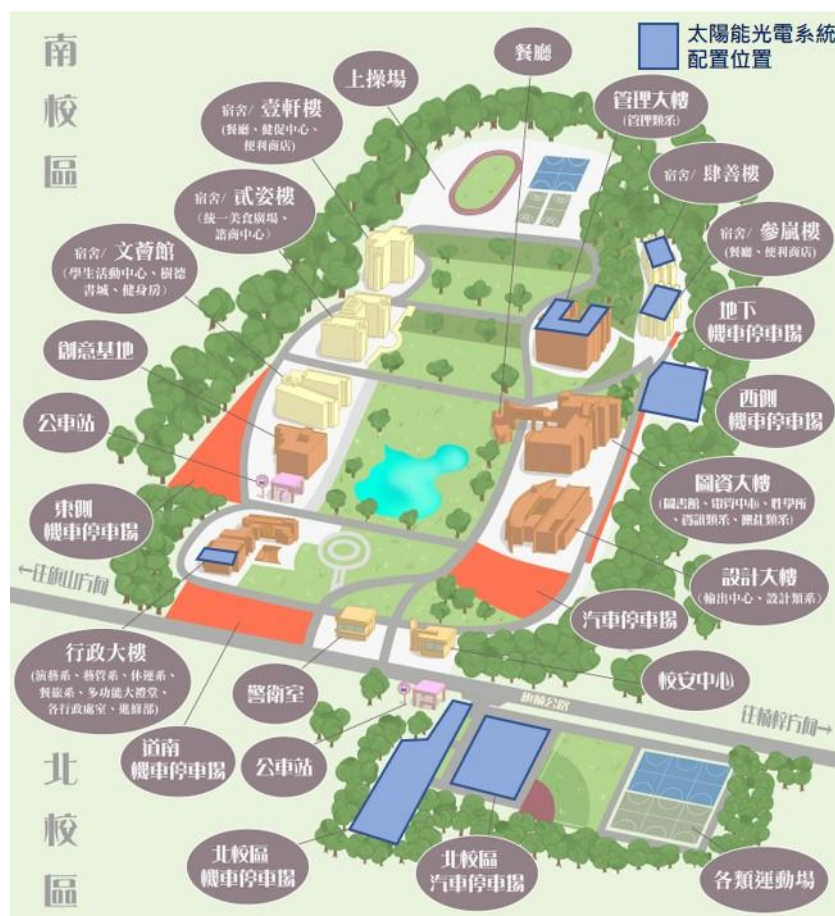 太陽能光電系統
配置位置
南校區
餐廳
上操場
管理大樓
(管理類系)
宿舍/ 壹軒樓
(餐廳、健促中心、
便利商店)
宿舍/ 肆善樓
宿舍/ 貳姿樓
(統一美食廣場、
諮商中心)
宿舍/ 參嵐樓
(餐廳、便利商店)
宿舍/ 文薈館
(學生活動中心、樹德
書城、健身房)
地下
機車停車場
創意基地
西側
機車停車場
公車站
圖資大樓
(圖書館、電算中心、性學所
、資訊類系、應社類系)
東側
機車停車場
設計大樓
(輸出中心、設計類系)
←往旗山方向
汽車停車場
行政大樓
(演藝系、藝管系、休運系、
餐旅系、多功能大禮堂、
各行政處室、進修部)
警衛室
校安中心
旗楠公路
往楠梓方向→
道南
機車停車場
公車站
北校區
北校區
機車停車場
北校區
汽車停車場
各類運動場